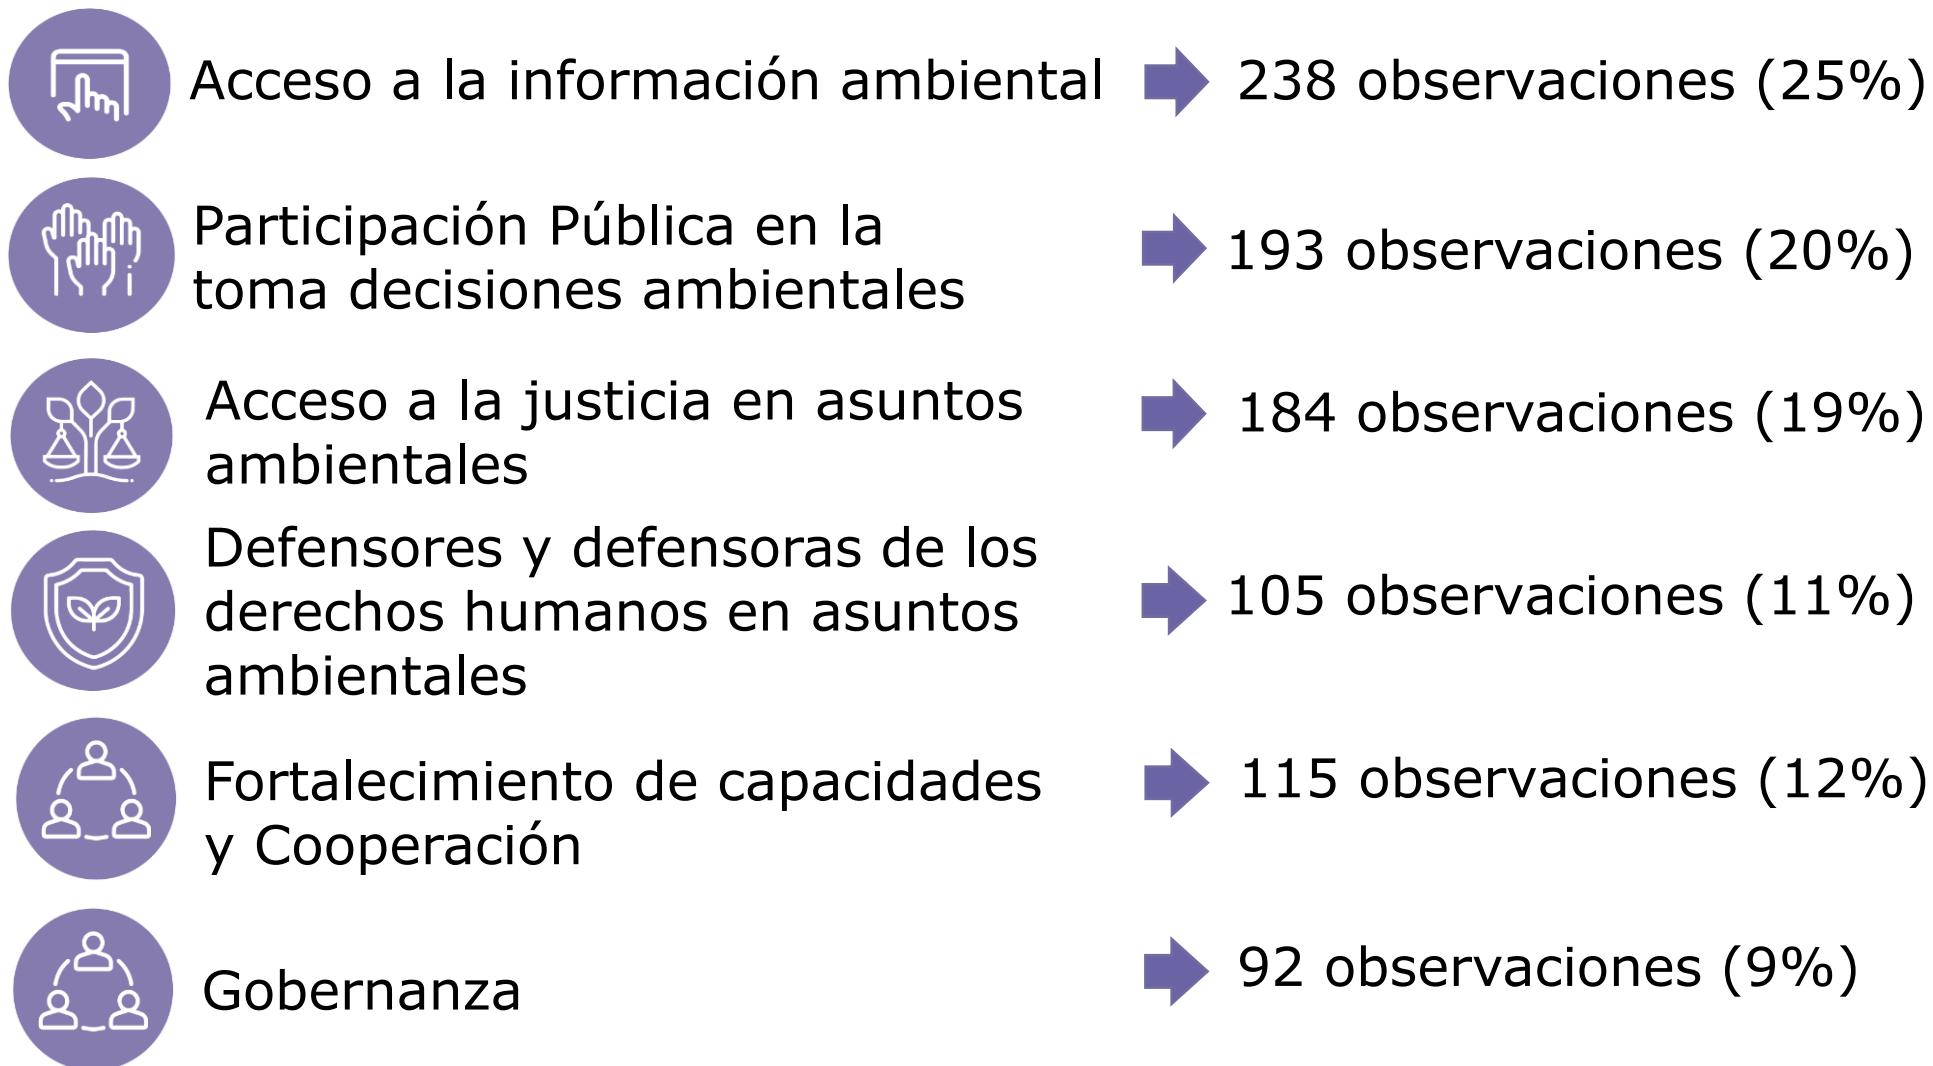 Acceso a la información ambiental
238 observaciones (25%)
Participación Pública en la
toma decisiones ambientales
193 observaciones (20%)
Acceso a la justicia en asuntos
ambientales
184 observaciones (19%)
Defensores y defensoras de los
derechos humanos en asuntos
ambientales
105 observaciones (11%)
Fortalecimiento de capacidades
y Cooperación
115 observaciones (12%)
Gobernanza
92 observaciones (9%)